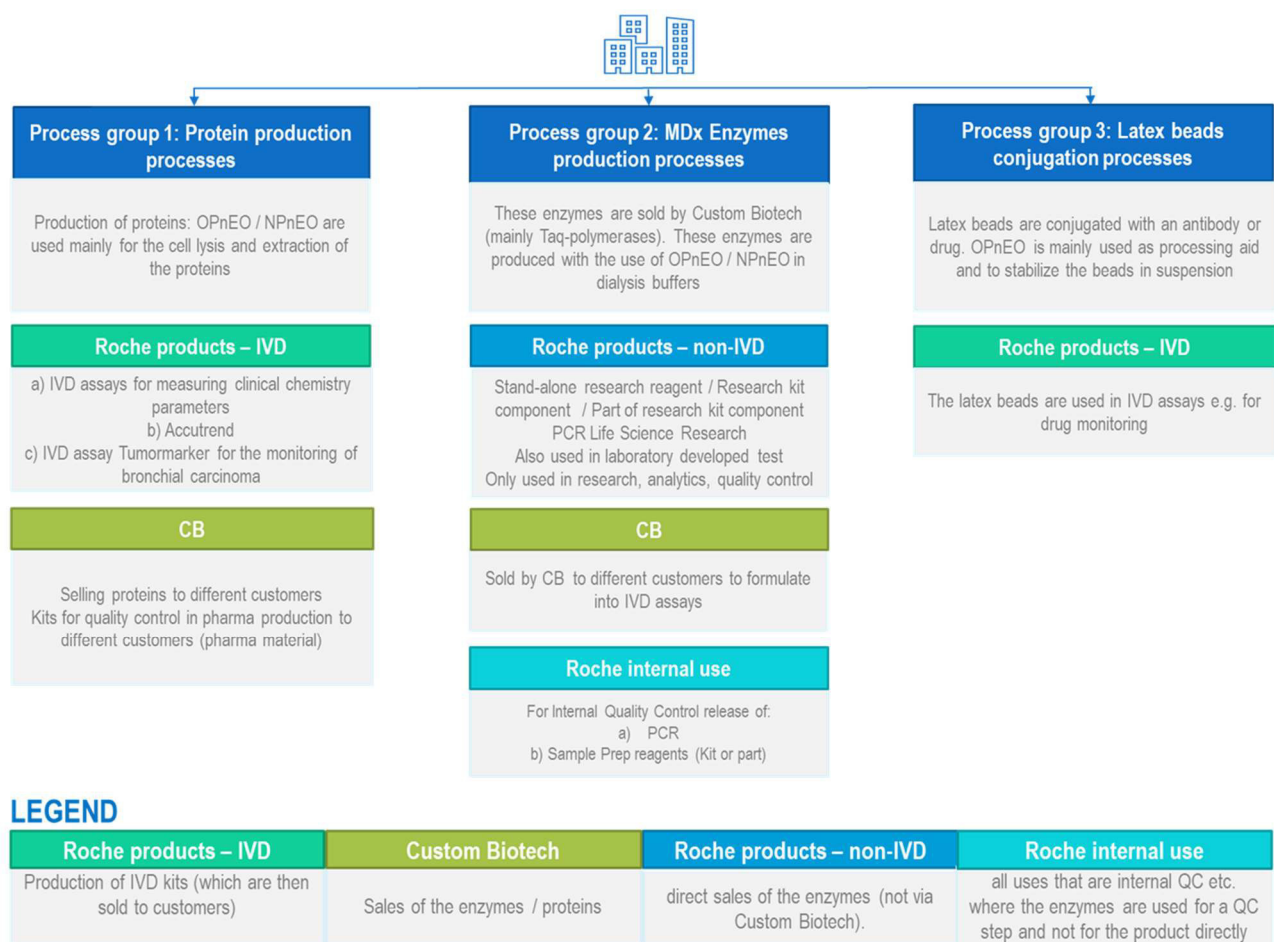 Process group 1: Protein production
processes
Production of proteins: OPnEO / NPnEO are
used mainly for the cell lysis and extraction of
the proteins
Roche products – IVD
a) IVD assays for measuring clinical chemistry
parameters
b) Accutrend
c) IVD assay Tumormarker for the monitoring of
bronchial carcinoma
CB
Selling proteins to different customers
Kits for quality control in pharma production to
different customers (pharma material)
Process group 2: MDx Enzymes
production processes
These enzymes are sold by Custom Biotech
(mainly Taq-polymerases). These enzymes are
produced with the use of OPnEO / NPnEO in
dialysis buffers
Roche products – non-IVD
Stand-alone research reagent / Research kit
component / Part of research kit component
PCR Life Science Research
Also used in laboratory developed test
Only used in research, analytics, quality control
CB
Sold by CB to different customers to formulate
into IVD assays
Roche internal use
For Internal Quality Control release of:
a) PCR
b) Sample Prep reagents (Kit or part)
Process group 3: Latex beads
conjugation processes
Latex beads are conjugated with an antibody or
drug. OPnEO is mainly used as processing aid
and to stabilize the beads in suspension
Roche products – IVD
The latex beads are used in IVD assays e.g. for
drug monitoring
LEGEND
Roche products – IVD
Production of IVD kits (which are then
sold to customers)
Custom Biotech
Sales of the enzymes / proteins
Roche products – non-IVD
direct sales of the enzymes (not via
Custom Biotech).
Roche internal use
all uses that are internal QC etc.
where the enzymes are used for a QC
step and not for the product directly